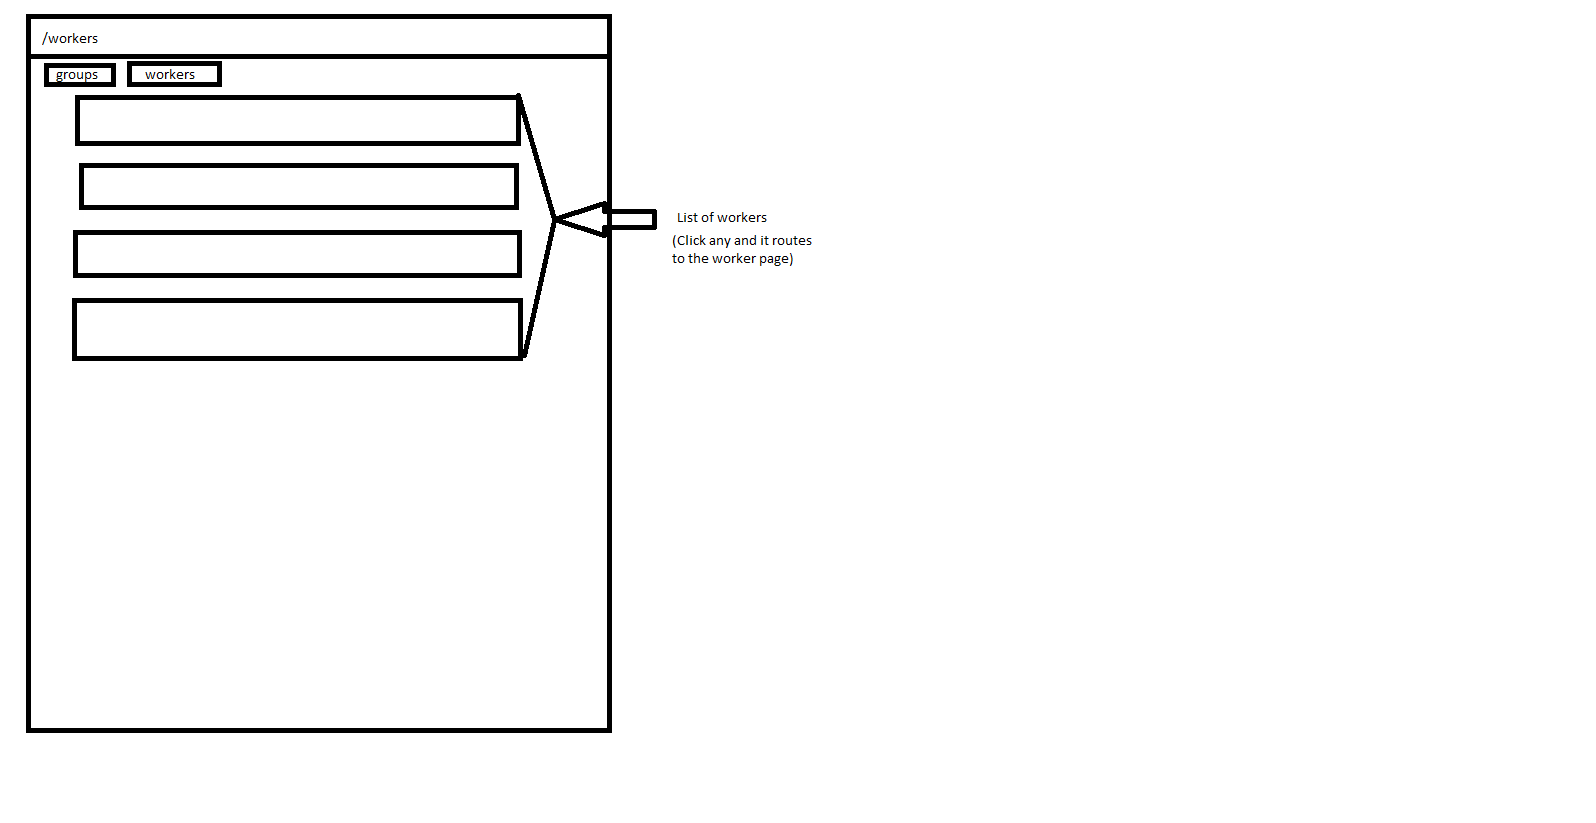 /workers
groups
workers
List of workers
(Click any and it routes
to the worker page)